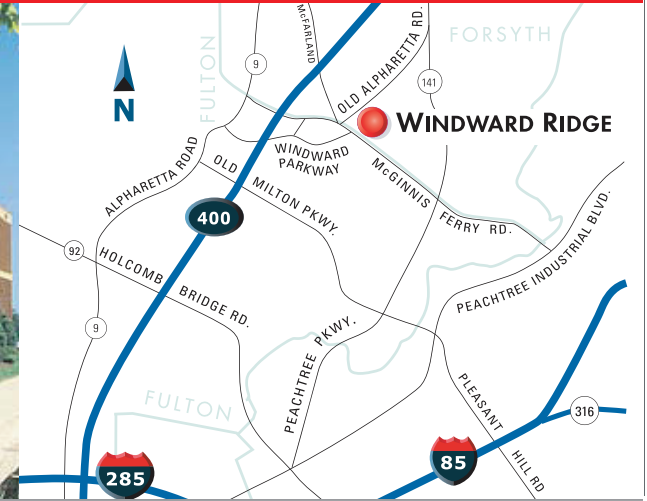 McFARLAND
FORSYTH
FULTON
9
OLD ALPHARETTA RD.
141
N
WINDWARD RIDGE
WINDWARD
PARKWAY
ALPHARETTA ROAD
OLD MILTON PKWY.
McGINNIS FERRY RD.
400
PEACHTREE INDUSTRIAL BLVD.
92
HOLCOMB BRIDGE RD.
9
PEACHTREE PKWY.
FULTON
PLEASANT HILL RD
316
285
85